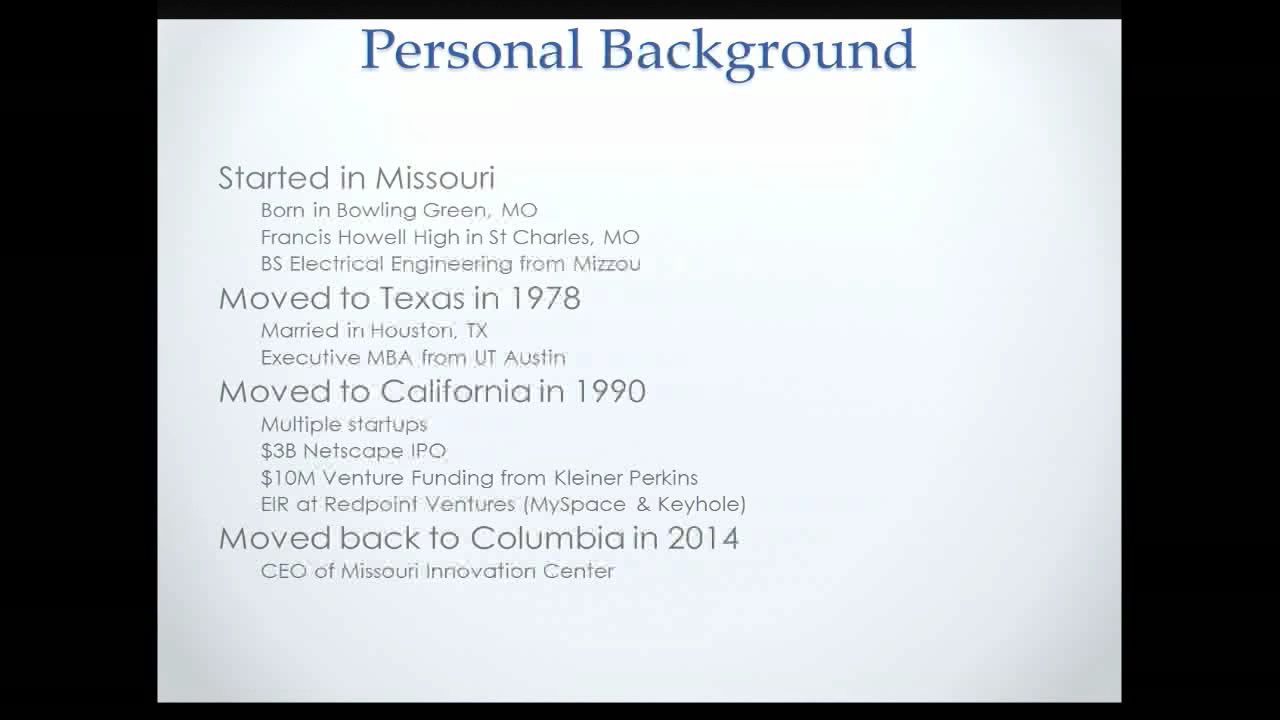 Personal Background
Started in Missouri
Born in Bowling Green, MO
Francis Howell High in St Charles, MO
BS Electrical Engineering from Mizzou
Moved to Texas in 1978
Married in Houston, TX
Executive MBA from UT Austin
Moved to California in 1990
Multiple startups
$3B Netscape IPO
$10M Venture Funding from Kleiner Perkins
EIR at Redpoint Ventures (MySpace & Keyhole)
Moved back to Columbia in 2014
CEO of Missouri Innovation Center